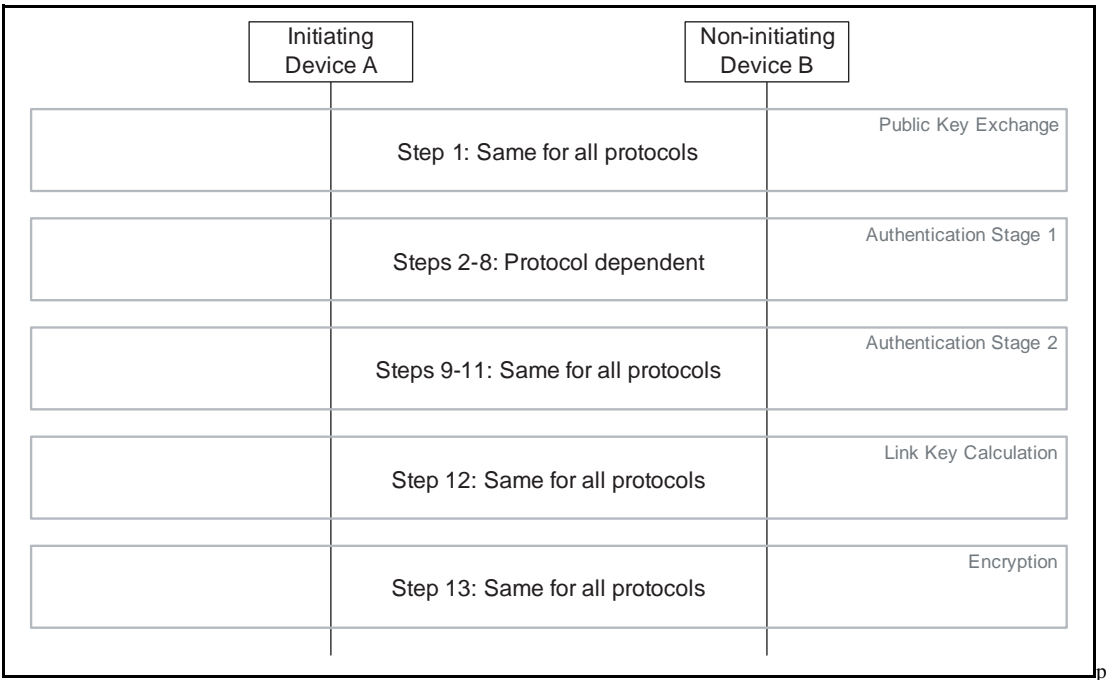 Initiating
Device A
Non-initiating
Device B
Public Key Exchange
Step 1: Same for all protocols
Authentication Stage 1
Steps 2-8: Protocol dependent
Authentication Stage 2
Steps 9-11: Same for all protocols
Link Key Calculation
Step 12: Same for all protocols
Encryption
Step 13: Same for all protocols
p